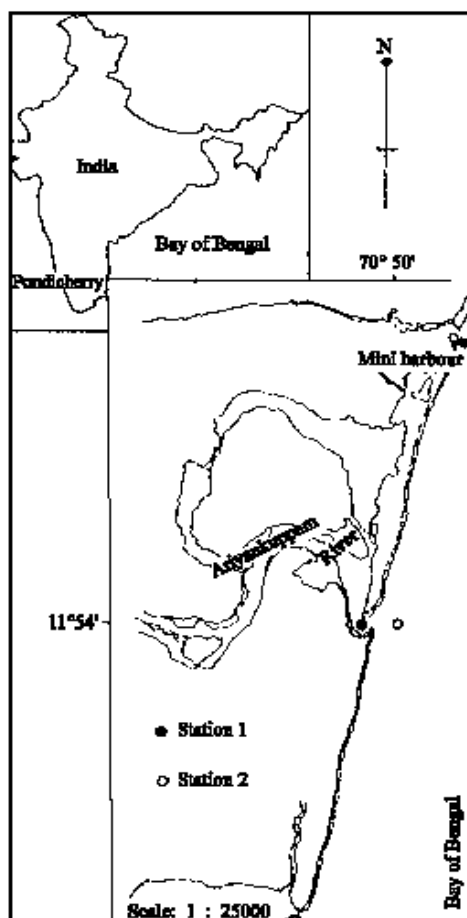 N
India
Bay of Bengal
Pondicherry
70° 50'
Mini harbour
Ariyankuppam
River
11°54'
Station 1
Station 2
Bay of Bengal
Scale: 1 : 25000